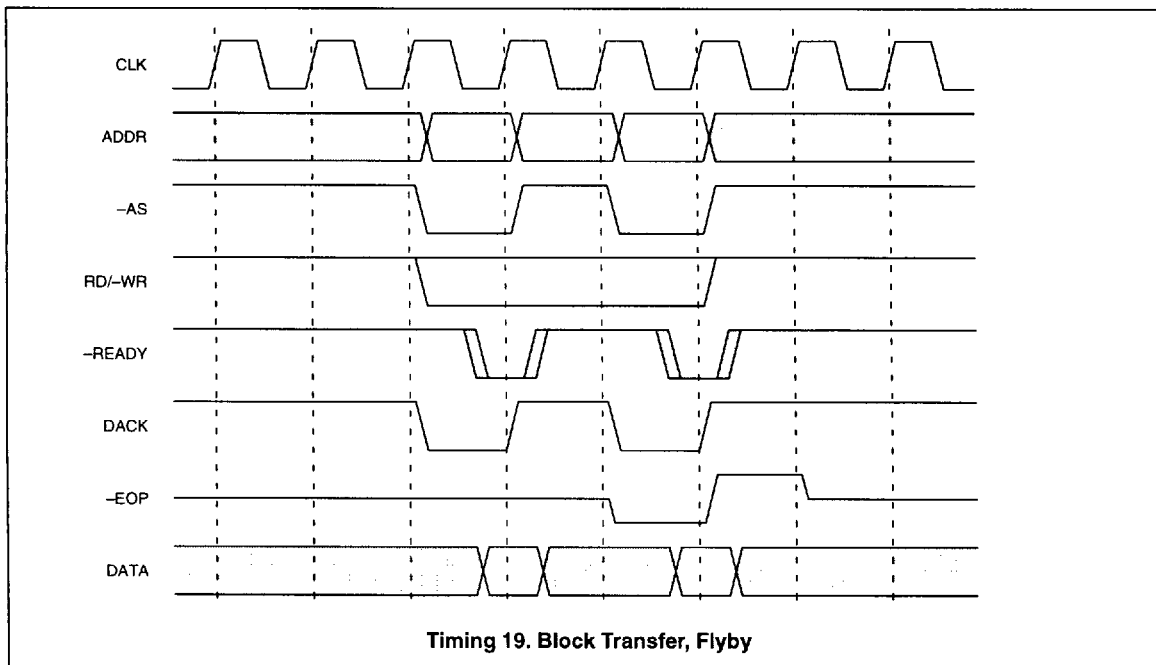 CLK
ADDR
–AS
RD/–WR
–READY
DACK
–EOP
DATA
Timing 19. Block Transfer, Flyby